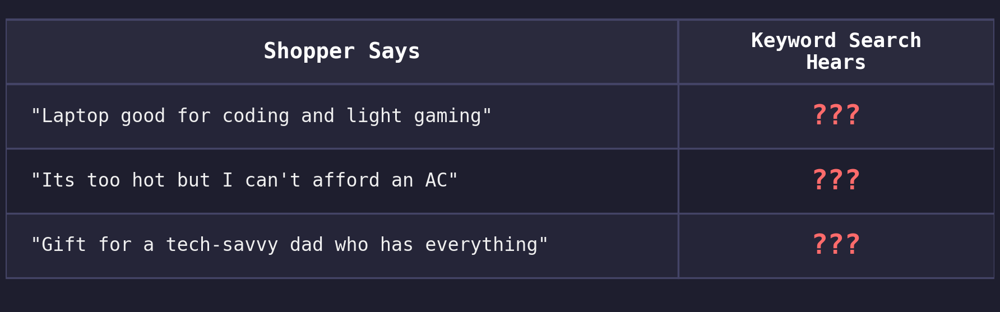 Shopper Says
Keyword Search
Hears
"Laptop good for coding and light gaming"
???
"Its too hot but I can't afford an AC"
???
"Gift for a tech-savvy dad who has everything"
???